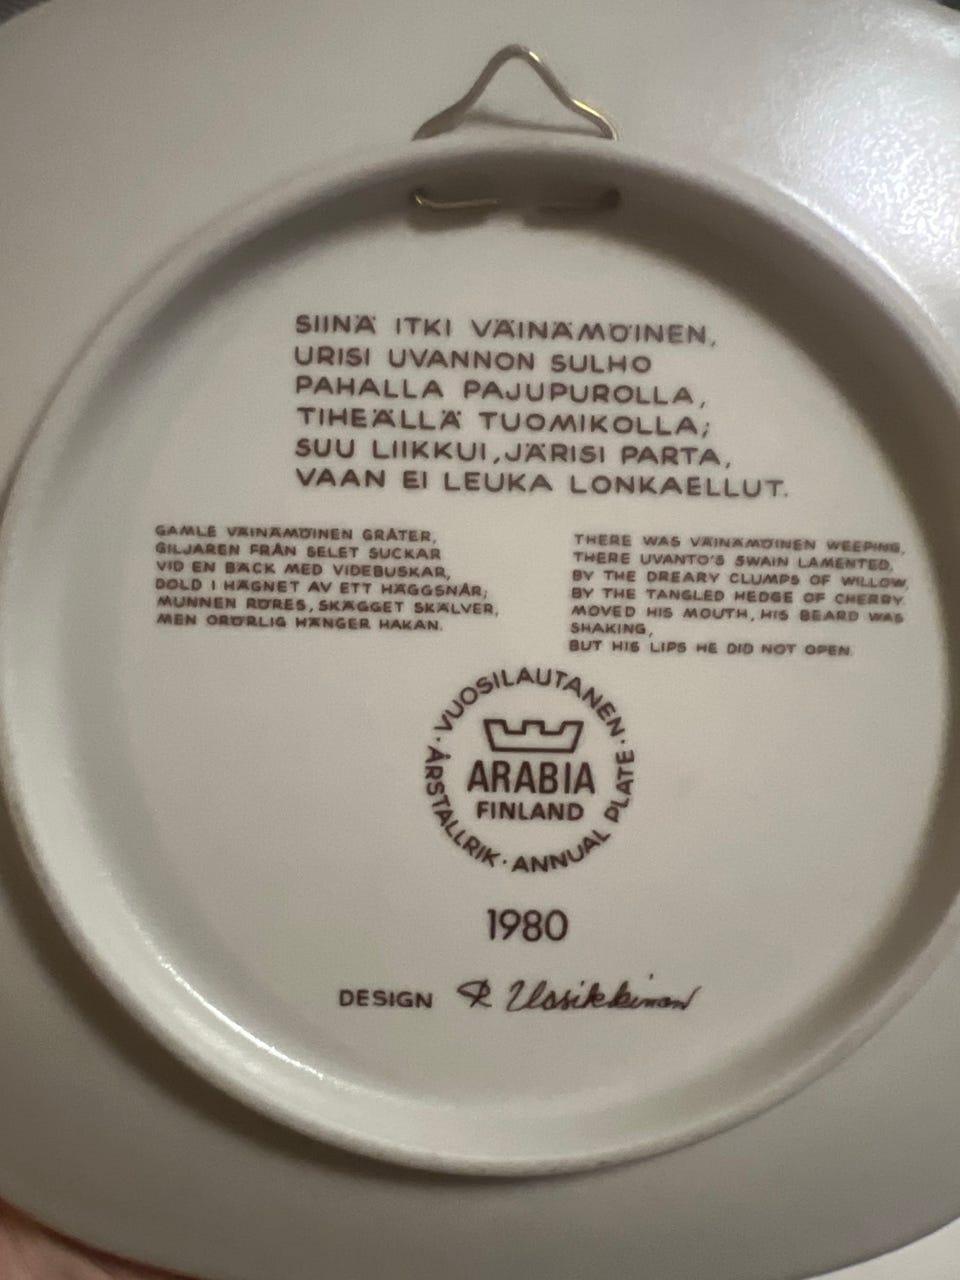 SIINÄ ITKI VÄINÄMÖINEN,
URISI UVANNON SULHO
PAHALLA PAJUPUROLLA,
TIHEÄLLÄ TUOMIKOLLA;
SUU LIIKKUI, JÄRISI PARTA,
VAAN EI LEUKA LONKAELLUT.
GAMLE VÄINÄMÖINEN GRÅTER,
GILJAREN FRÅN SELET SUCKAR
VID EN BÄCK MED VIDEBUSKAR,
DOLD I HÄGNET AV ETT HÄGGSNÅR;
MUNNEN RÖRES, SKÄGGET SKÄLVER,
MEN ORÖRLIG HÄNGER HAKAN.
THERE WAS VÄINÄMÖINEN WEEPING,
THERE UVANTO'S SWAIN LAMENTED,
BY THE DREARY CLUMPS OF WILLOW,
BY THE TANGLED HEDGE OF CHERRY.
MOVED HIS MOUTH, HIS BEARD WAS
SHAKING,
BUT HIS LIPS HE DID NOT OPEN.
· VUOSILAUTANEN ·
ARABIA
FINLAND
ÅRSTALLRIK · ANNUAL PLATE
1980
DESIGN R Uosikkinen